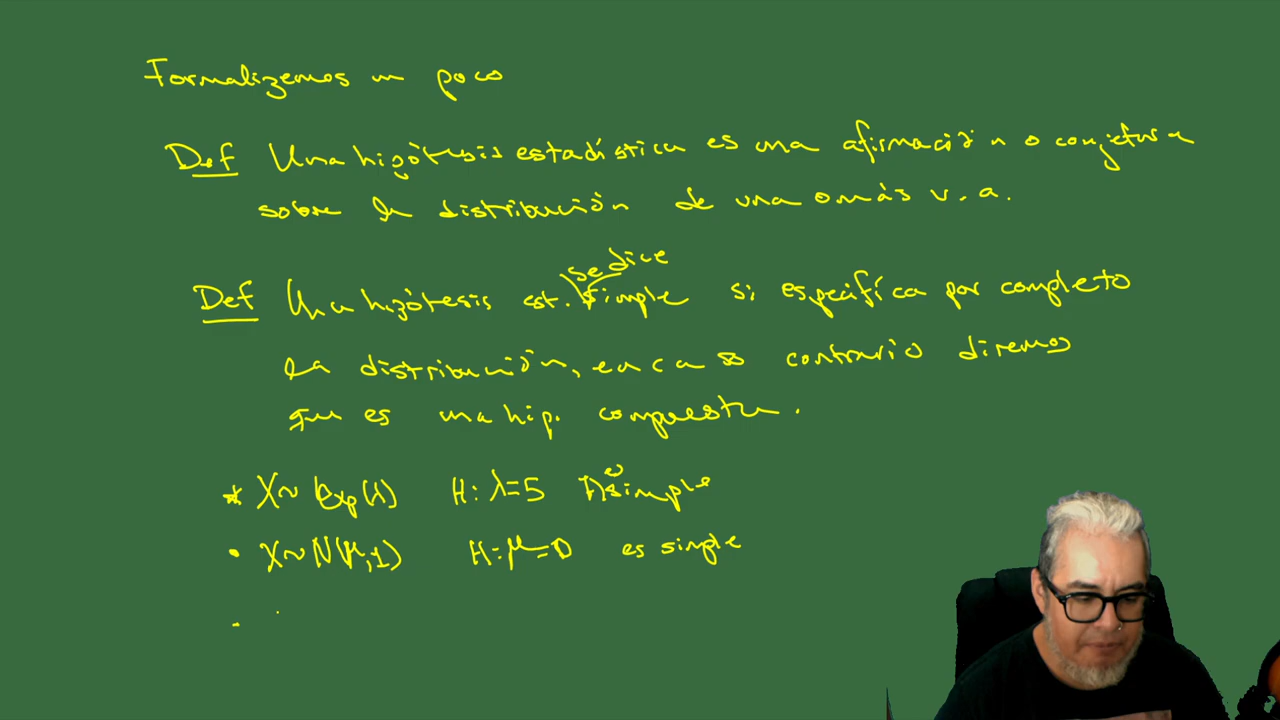 Formalizemos un poco
Def Una hipótesis estadística es una afirmación o conjetura
sobre la distribución de una o más v.a.
se dice
Def Una hipótesis est. simple si especifíca por completo
la distribución, en caso contrario diremos
que es una hip. compuesta.
* X~ Exp(λ) H: λ=5 simple
• X~N(μ,1) H:μ=0 es simple
•